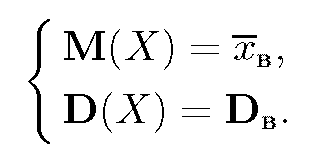 M(X) = x̅в,
D(X) = Dв.